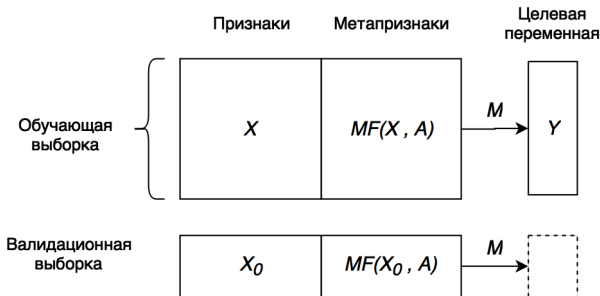 Признаки
Метапризнаки
Целевая
переменная
Обучающая
выборка
X
MF(X , A)
M
Y
Валидационная
выборка
X0
MF(X0 , A)
M